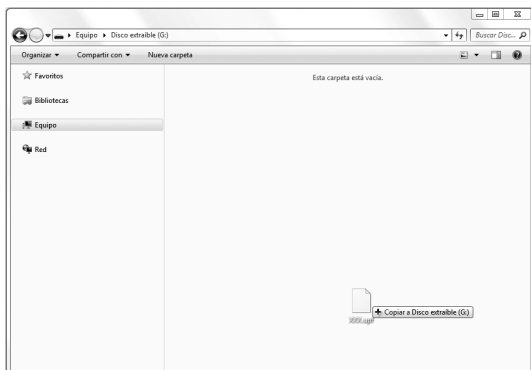 Equipo ▸ Disco extraíble (G:)
Buscar Disc...
Organizar ▾ Compartir con ▾ Nueva carpeta
Favoritos
Esta carpeta está vacía.
Bibliotecas
Equipo
Red
Copiar a Disco extraíble (G:)